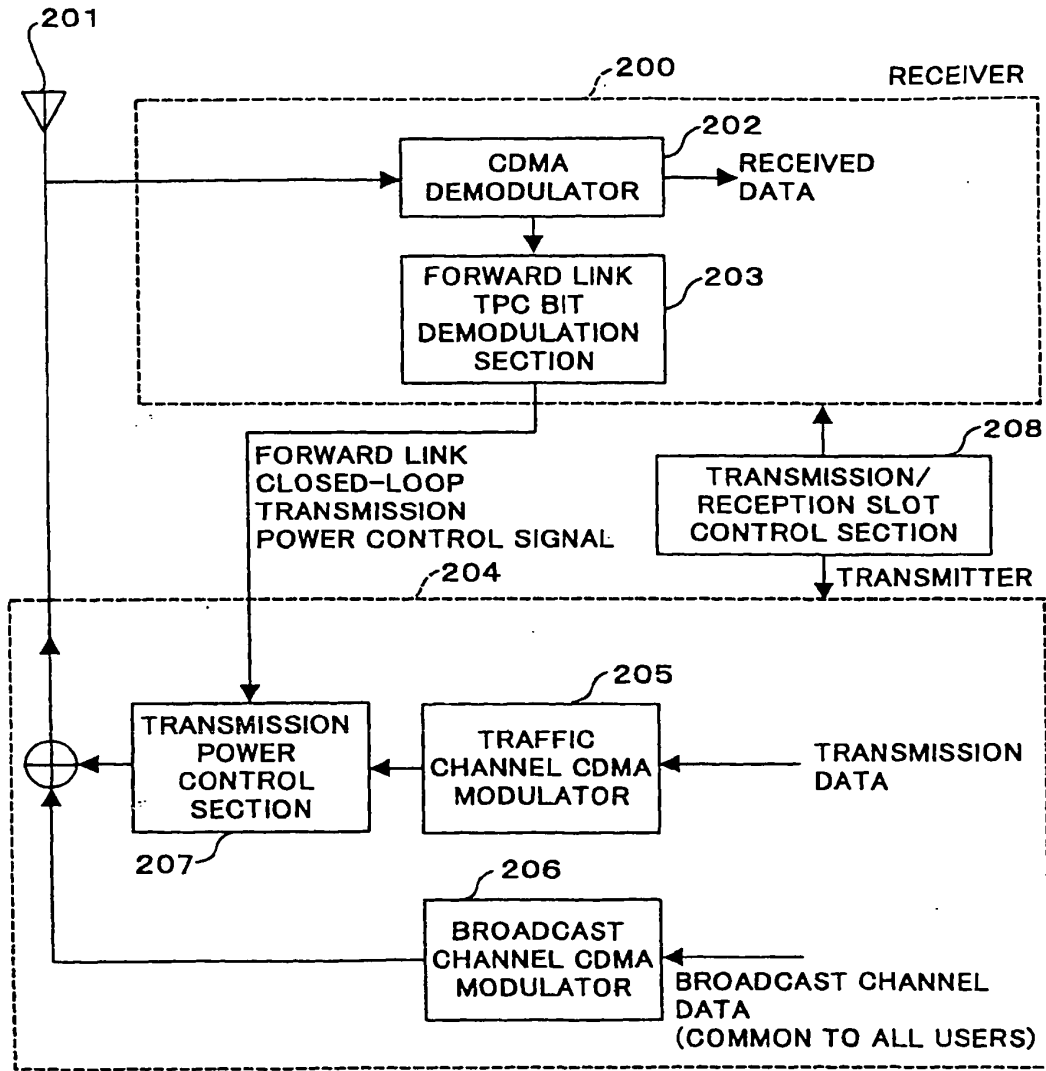 201
200
RECEIVER
202
CDMA
DEMODULATOR
RECEIVED
DATA
FORWARD LINK
TPC BIT
DEMODULATION
SECTION
203
FORWARD LINK
CLOSED-LOOP
TRANSMISSION
POWER CONTROL SIGNAL
208
TRANSMISSION/
RECEPTION SLOT
CONTROL SECTION
204
TRANSMITTER
205
TRANSMISSION
POWER
CONTROL
SECTION
207
TRAFFIC
CHANNEL CDMA
MODULATOR
TRANSMISSION
DATA
206
BROADCAST
CHANNEL CDMA
MODULATOR
BROADCAST CHANNEL
DATA
(COMMON TO ALL USERS)